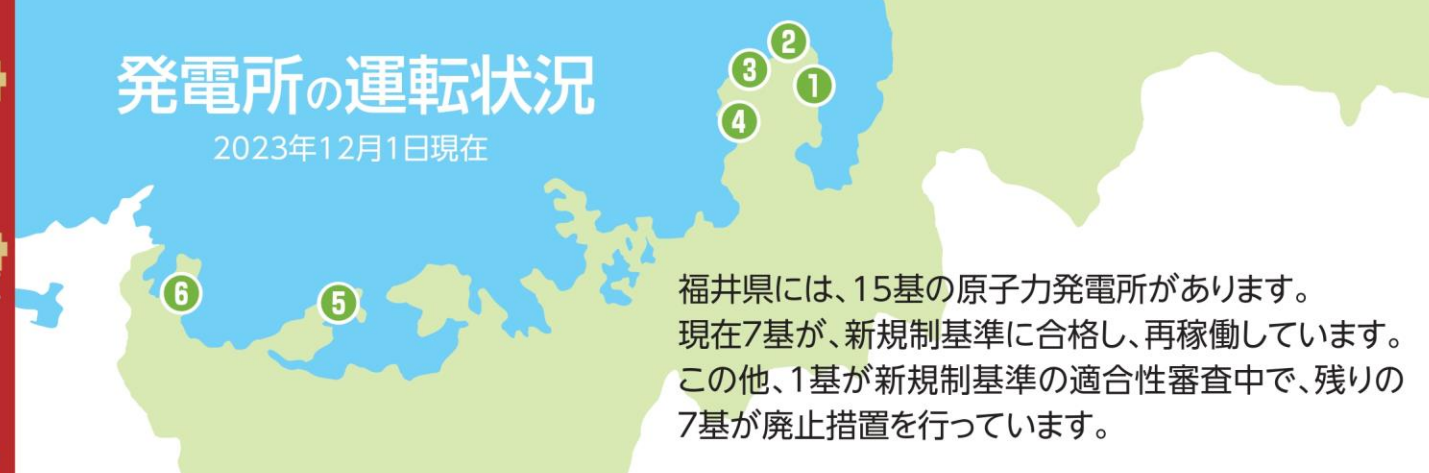 発電所の運転状況
2023年12月1日現在
2
3
1
4
6
5
福井県には、15基の原子力発電所があります。
現在7基が、新規制基準に合格し、再稼働しています。
この他、1基が新規制基準の適合性審査中で、残りの
7基が廃止措置を行っています。